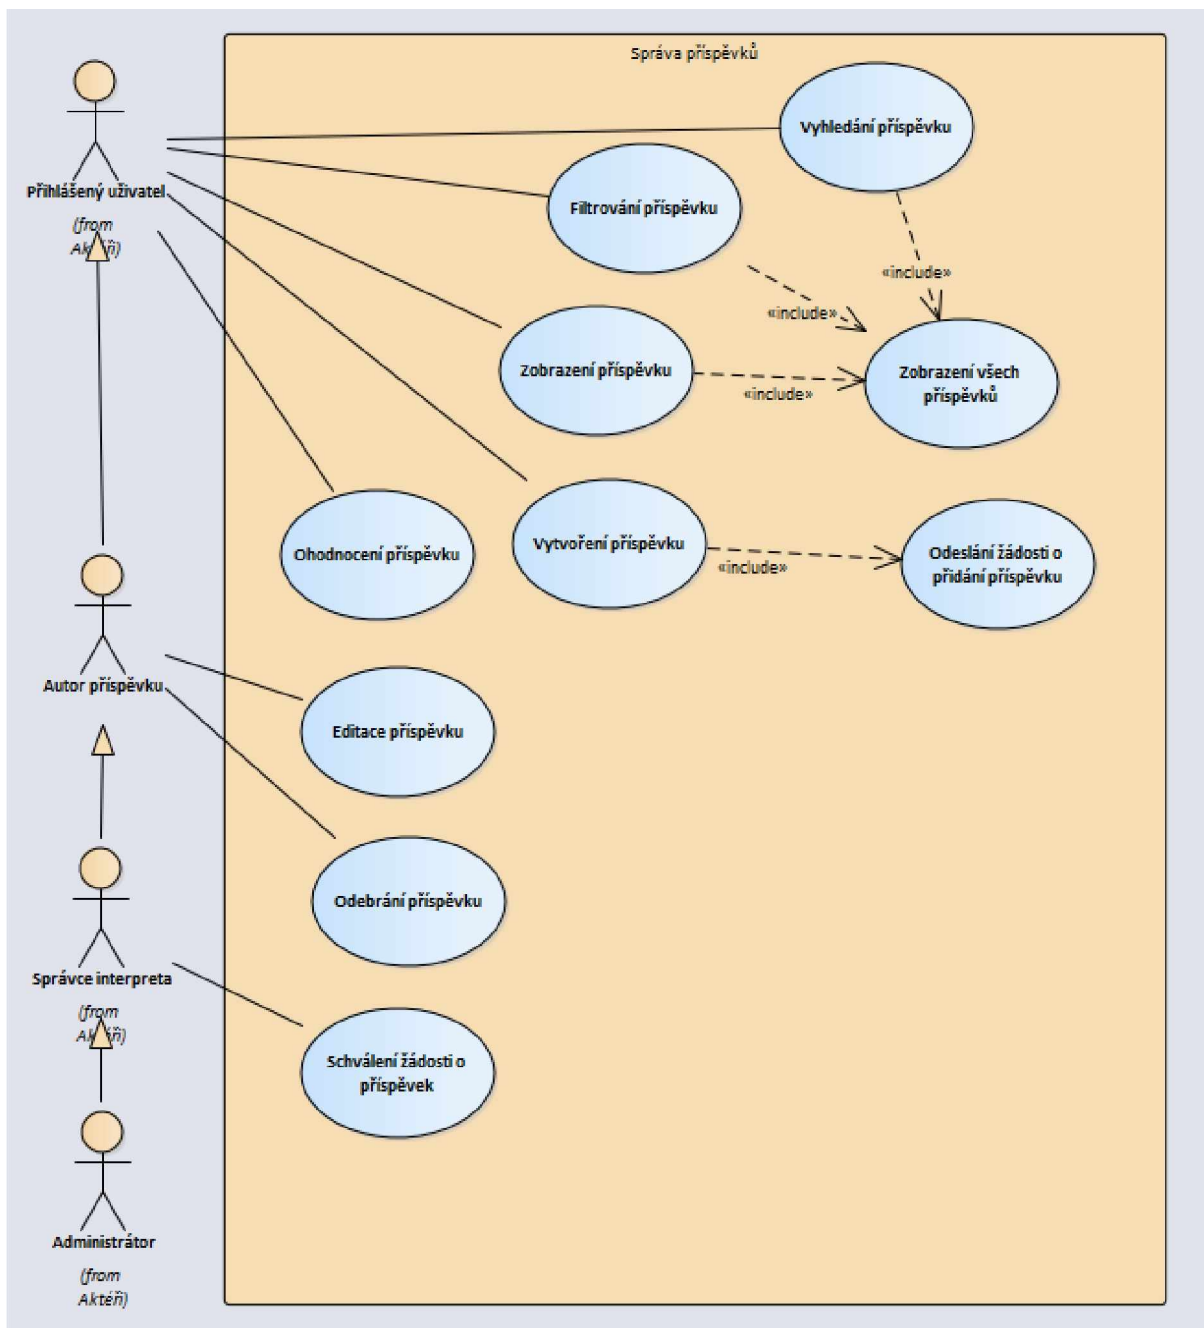 Správa příspěvků
Vyhledání příspěvku
Přihlášený uživatel
(from
Aktéři)
Filtrování příspěvku
«include»
«include»
Zobrazení příspěvku
«include»
Zobrazení všech
příspěvků
Ohodnocení příspěvku
Vytvoření příspěvku
«include»
Odeslání žádosti o
přidání příspěvku
Autor příspěvku
Editace příspěvku
Odebrání příspěvku
Správce interpreta
(from
Aktéři)
Schválení žádosti o
příspěvek
Administrátor
(from
Aktéři)